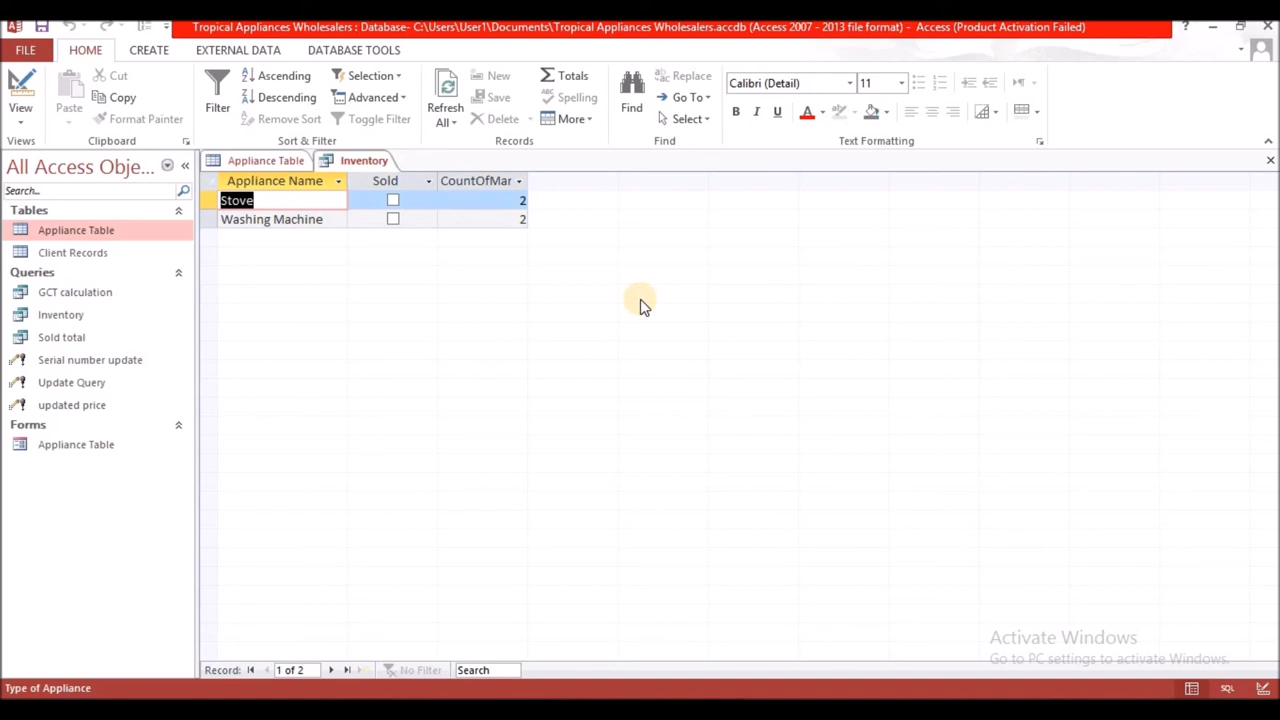 Tropical Appliances Wholesalers : Database- C:\Users\User1\Documents\Tropical Appliances Wholesalers.accdb (Access 2007 - 2013 file format) - Access (Product Activation Failed)
FILE HOME CREATE EXTERNAL DATA DATABASE TOOLS
View
Paste
Cut
Copy
Format Painter
Filter
Ascending
Descending
Remove Sort
Selection
Advanced
Toggle Filter
Refresh All
New
Save
Delete
Totals
Spelling
More
Find
Replace
Go To
Select
Calibri (Detail) 11
B I U A
Views Clipboard Sort & Filter Records Find Text Formatting
All Access Obje...
Search...
Tables
Appliance Table
Client Records
Queries
GCT calculation
Inventory
Sold total
Serial number update
Update Query
updated price
Forms
Appliance Table
Appliance Table Inventory
Appliance Name Sold CountOfMar
Stove 2
Washing Machine 2
Activate Windows
Go to PC settings to activate Windows.
Record: 1 of 2 No Filter Search
Type of Appliance SQL